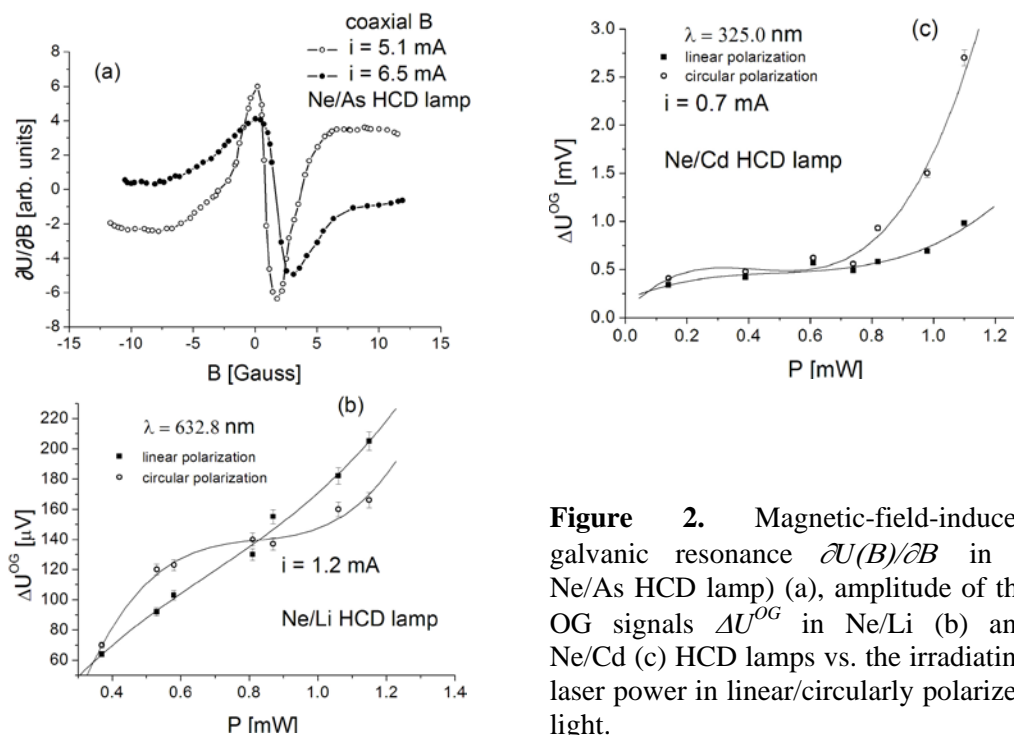 coaxial B
i = 5.1 mA
i = 6.5 mA
(a)
Ne/As HCD lamp
8
6
4
2
0
-2
-4
-6
-8
∂U/∂B [arb. units]
-15 -10 -5 0 5 10 15
B [Gauss]
(c)
λ = 325.0 nm
linear polarization
circular polarization
i = 0.7 mA
Ne/Cd HCD lamp
3.0
2.5
2.0
1.5
1.0
0.5
0.0
ΔU^OG [mV]
0.0 0.2 0.4 0.6 0.8 1.0 1.2
P [mW]
(b)
λ = 632.8 nm
linear polarization
circular polarization
i = 1.2 mA
Ne/Li HCD lamp
220
200
180
160
140
120
100
80
60
ΔU^OG [μV]
0.4 0.6 0.8 1.0 1.2 1.4
P [mW]
Figure 2. Magnetic-field-induce
galvanic resonance ∂U(B)/∂B in
Ne/As HCD lamp) (a), amplitude of th
OG signals ΔU^OG in Ne/Li (b) an
Ne/Cd (c) HCD lamps vs. the irradiatin
laser power in linear/circularly polarize
light.